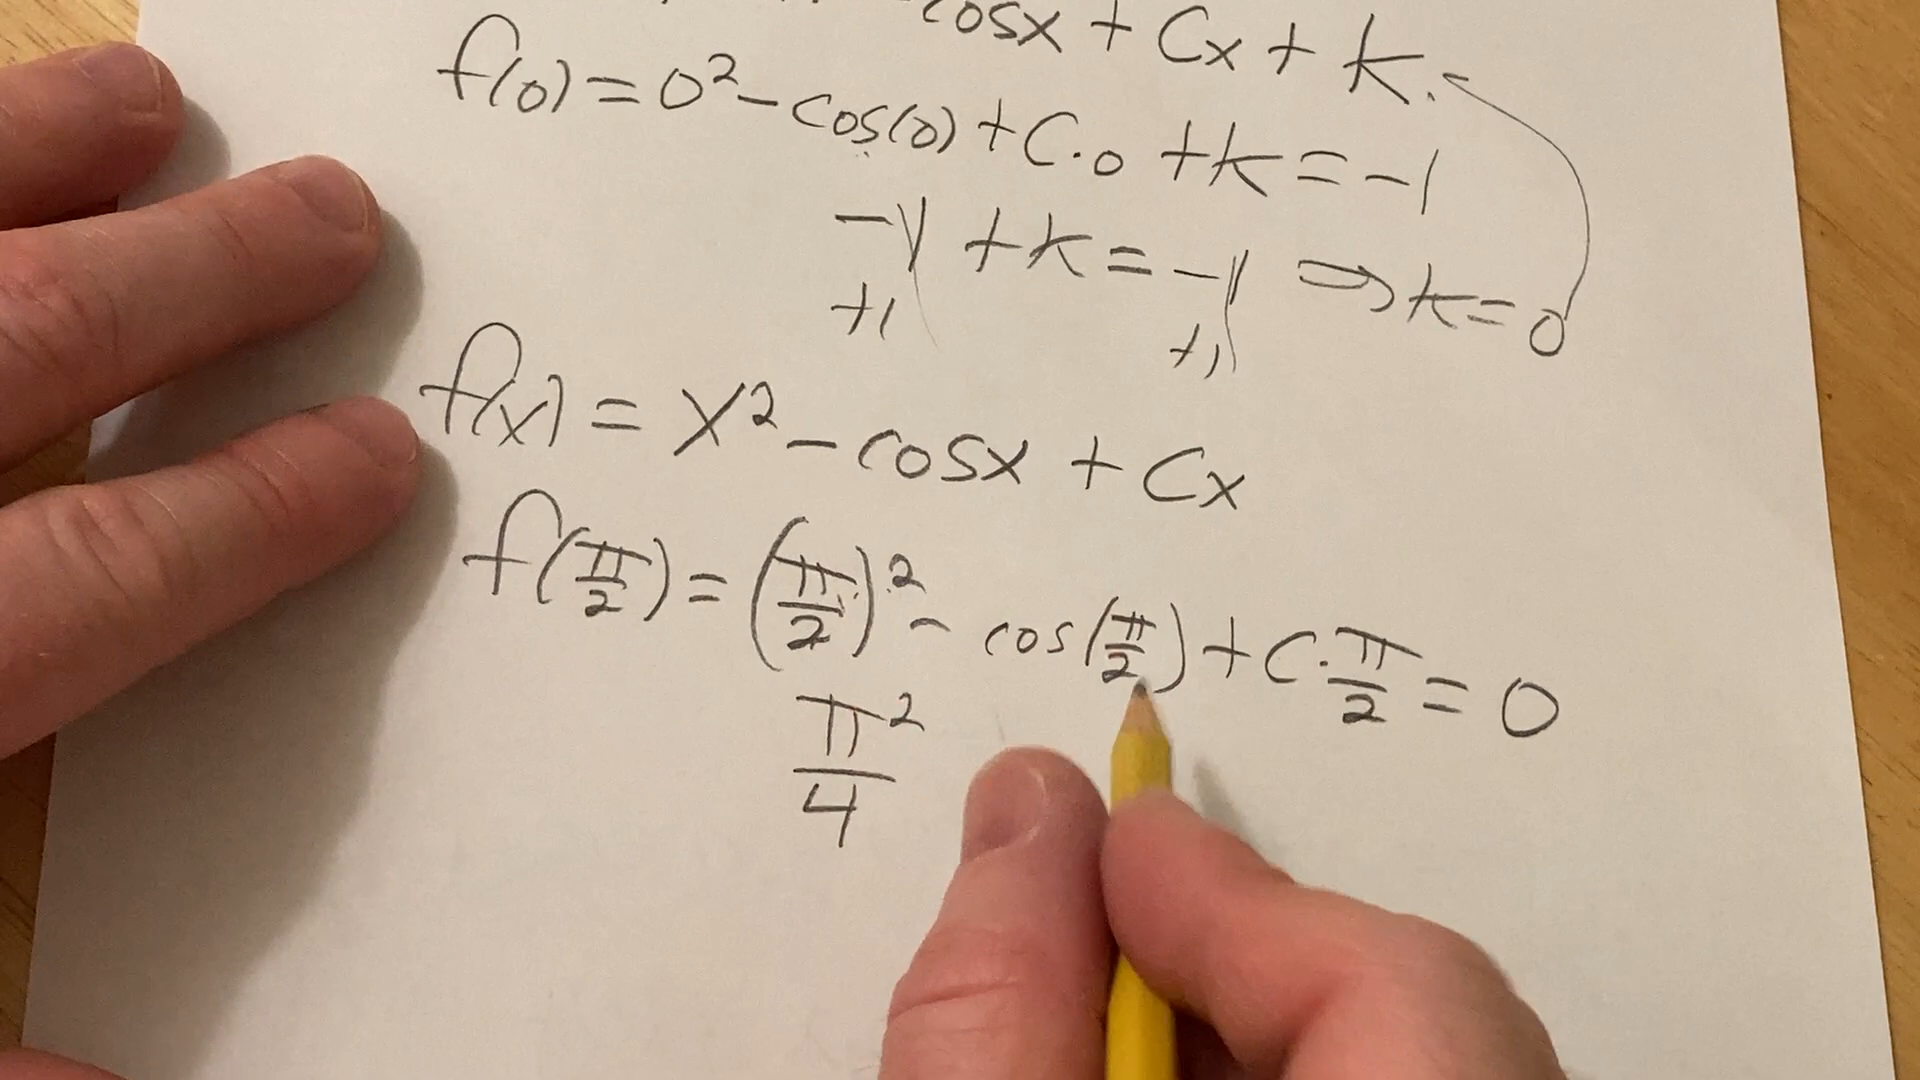 cosx + Cx + k.
f(0) = 0² - cos(0) + C·0 + k = -1
-1 + k = -1 ⇒ k = 0
+1 +1
f(x) = x² - cosx + Cx
f(π/2) = (π/2)² - cos(π/2) + C·π/2 = 0
π²/4